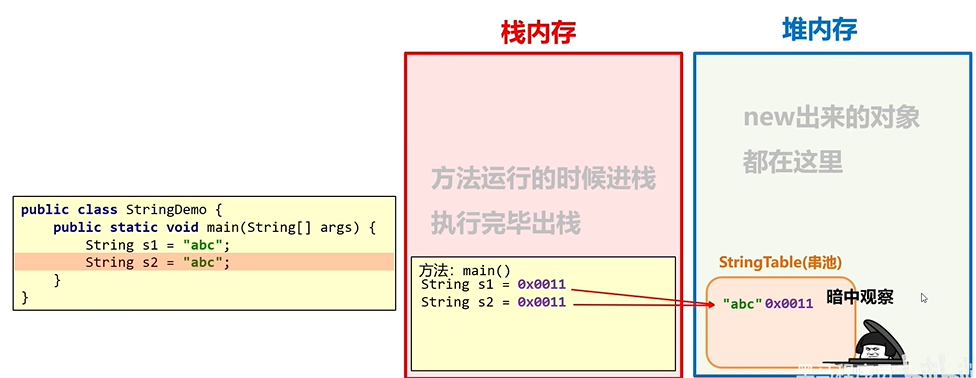 栈内存
堆内存
new出来的对象
都在这里
方法运行的时候进栈
执行完毕出栈
public class StringDemo {
public static void main(String[] args) {
String s1 = "abc";
String s2 = "abc";
}
}
方法: main()
String s1 = 0x0011
String s2 = 0x0011
StringTable(串池)
"abc" 0x0011
暗中观察